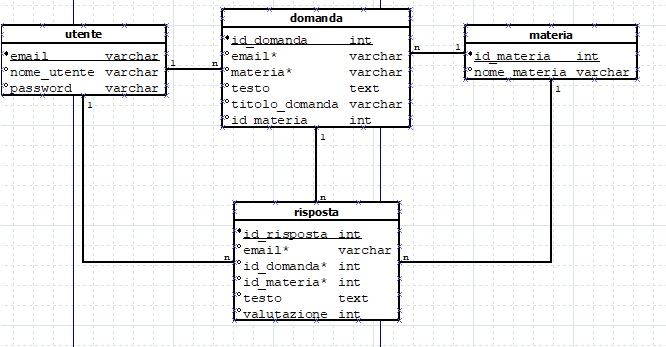 utente
email varchar
nome_utente varchar
password varchar
1
n
domanda
id_domanda int
email* varchar
materia* varchar
testo text
titolo_domanda varchar
id_materia int
n
1
materia
id_materia int
nome_materia varchar
1
1
1
n
risposta
id_risposta int
email* varchar
id_domanda* int
id_materia* int
testo text
valutazione int
n
n